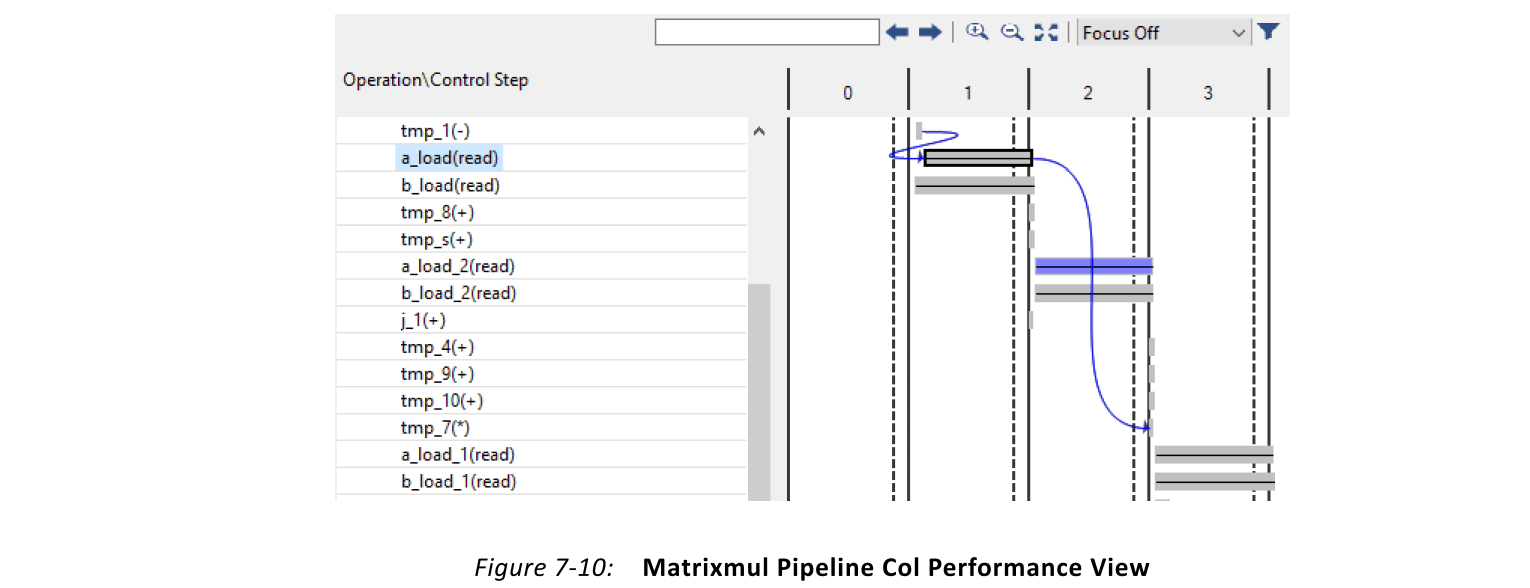 Focus Off
Operation\Control Step
0 1 2 3
tmp_1(-)
a_load(read)
b_load(read)
tmp_8(+)
tmp_s(+)
a_load_2(read)
b_load_2(read)
j_1(+)
tmp_4(+)
tmp_9(+)
tmp_10(+)
tmp_7(*)
a_load_1(read)
b_load_1(read)
Figure 7-10: Matrixmul Pipeline Col Performance View